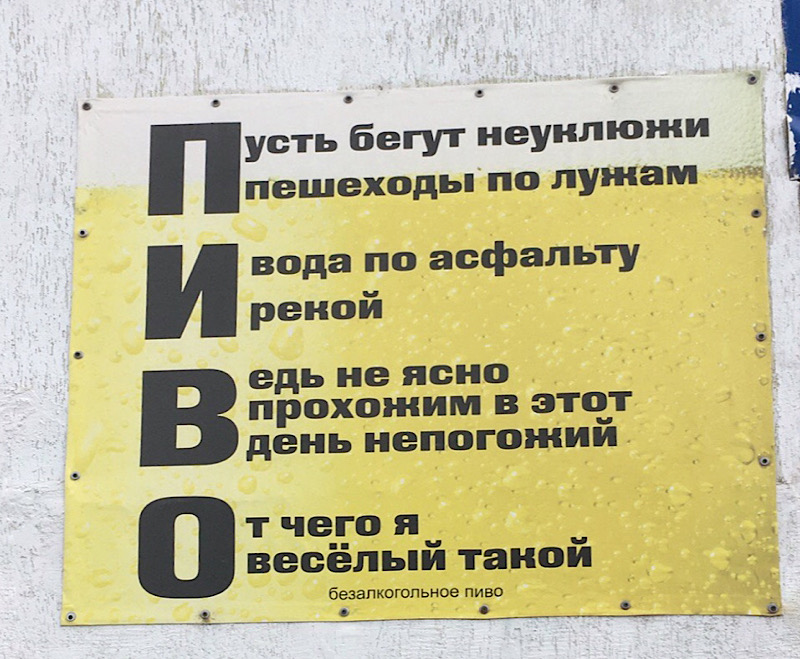 Пусть бегут неуклюжи
пешеходы по лужам
И вода по асфальту
рекой
Ведь не ясно
прохожим в этот
день непогожий
От чего я
весёлый такой
безалкогольное пиво